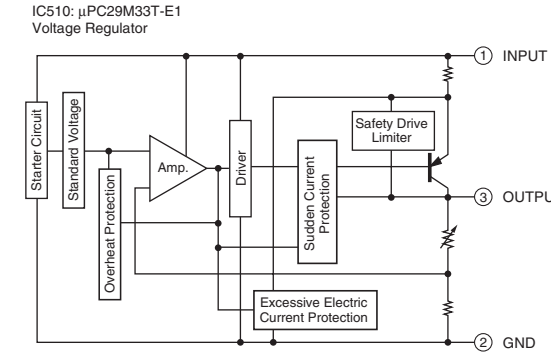 IC510: µPC29M33T-E1
Voltage Regulator
1 INPUT
Starter Circuit
Standard Voltage
Overheat Protection
Amp.
Driver
Sudden Current
Protection
Safety Drive
Limiter
3 OUTPU
Excessive Electric
Current Protection
2 GND